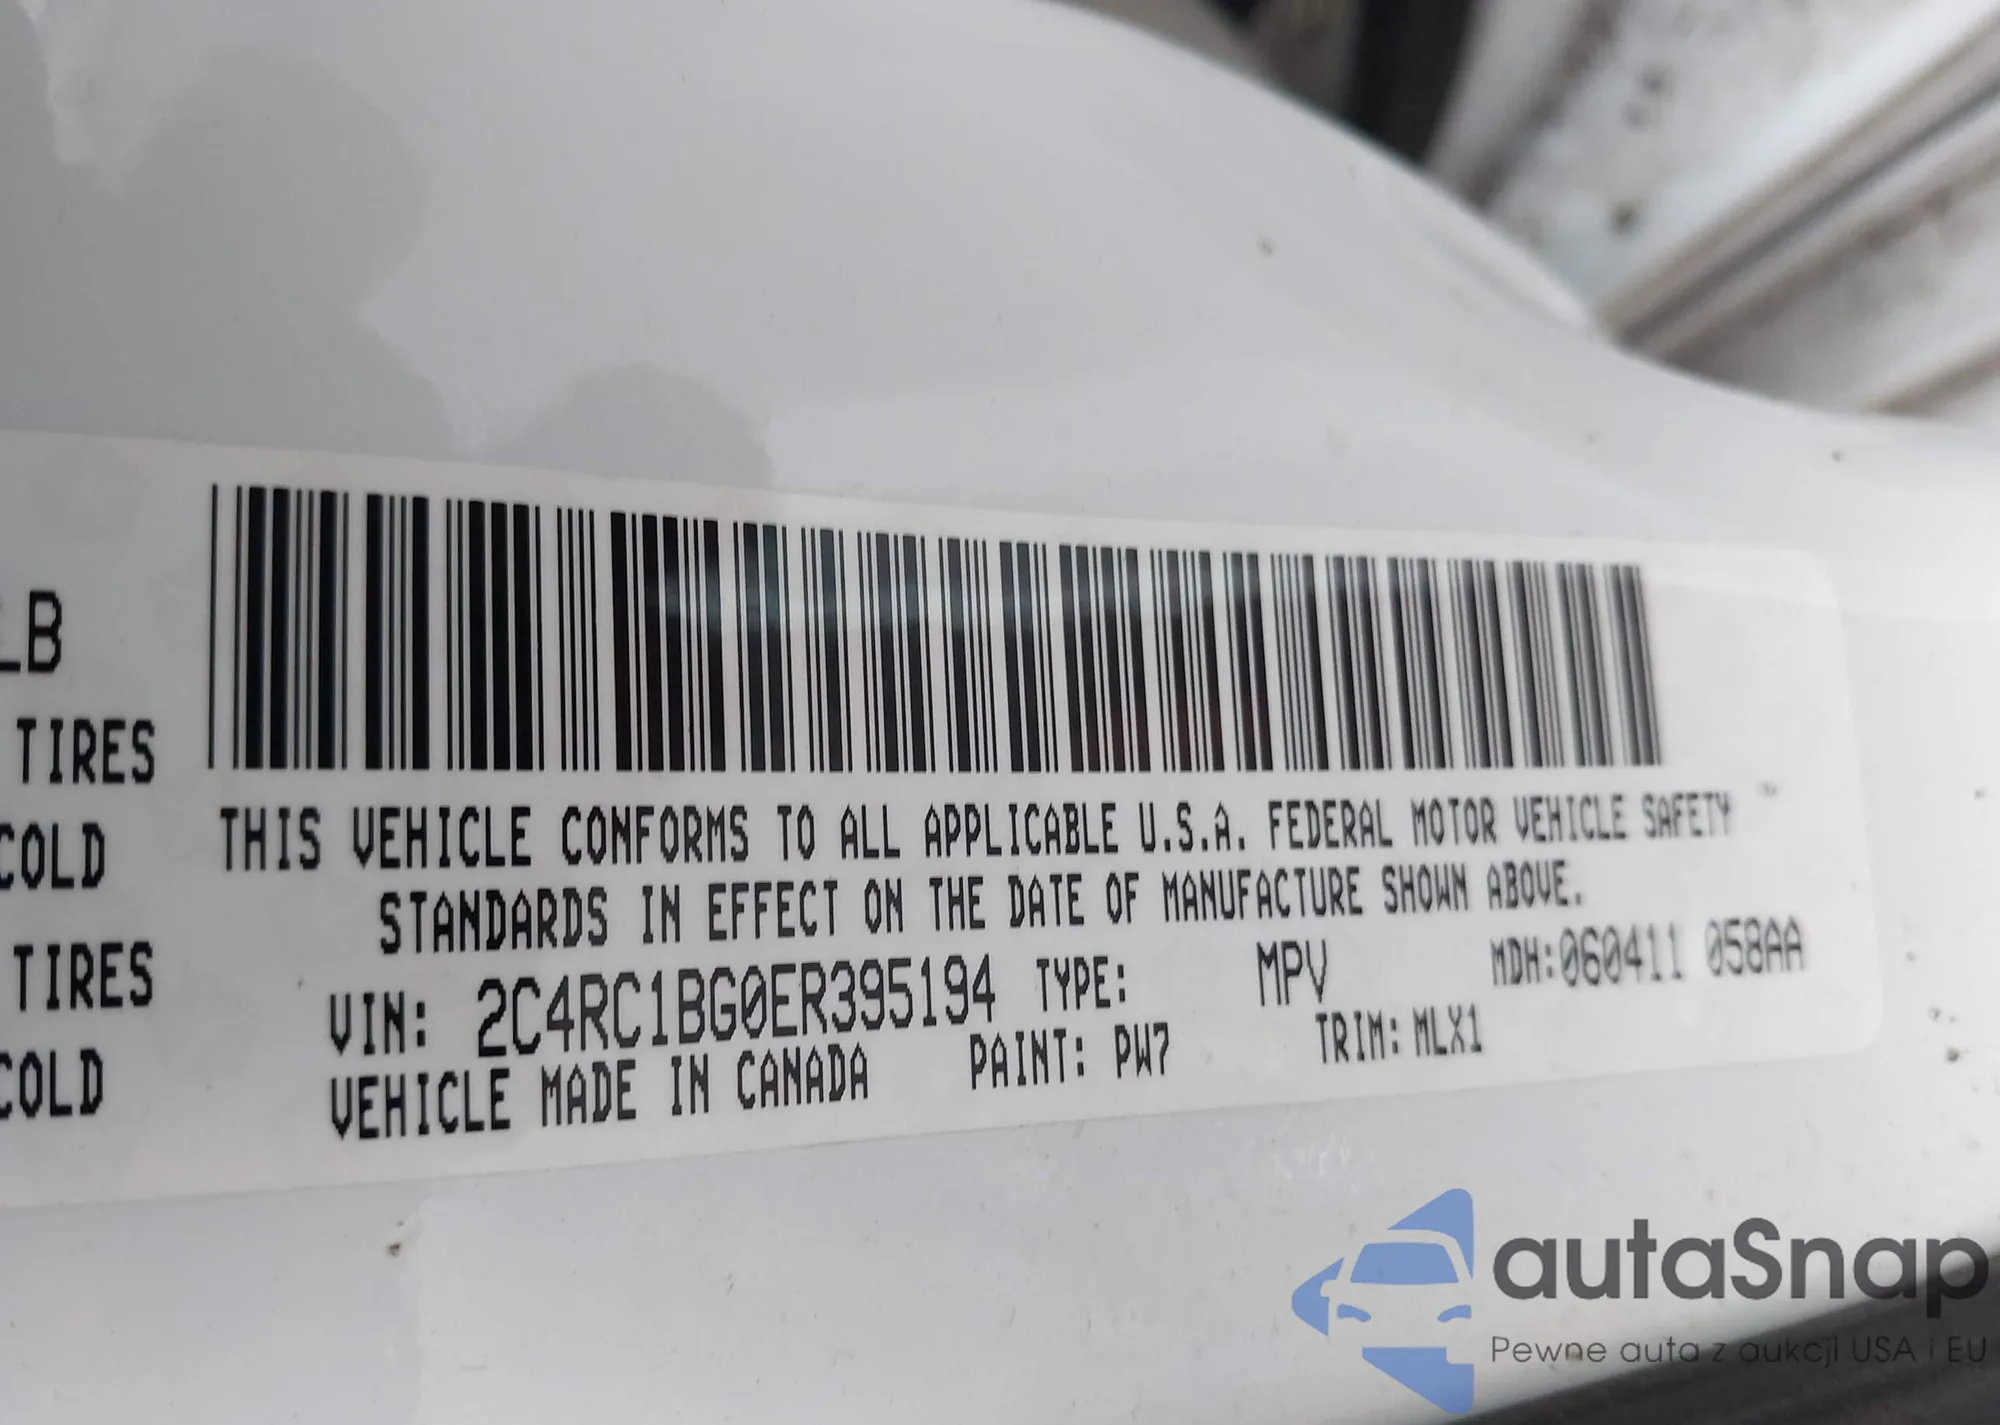 LB
TIRES
COLD
TIRES
COLD
THIS VEHICLE CONFORMS TO ALL APPLICABLE U.S.A. FEDERAL MOTOR VEHICLE SAFETY
STANDARDS IN EFFECT ON THE DATE OF MANUFACTURE SHOWN ABOVE.
VIN: 2C4RC1BG0ER395194 TYPE: MPV MDH:060411 058AA
VEHICLE MADE IN CANADA PAINT: PW7 TRIM: MLX1
autaSnap
Pewne auta z aukcji USA i EU